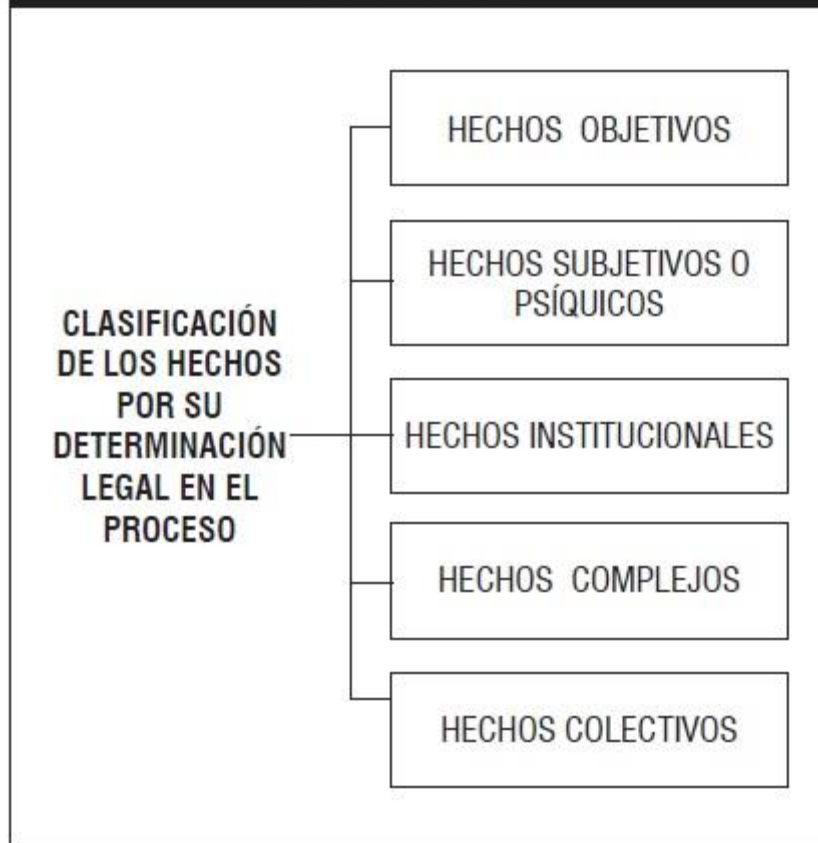 CLASIFICACIÓN
DE LOS HECHOS
POR SU
DETERMINACIÓN
LEGAL EN EL
PROCESO
HECHOS OBJETIVOS
HECHOS SUBJETIVOS O
PSÍQUICOS
HECHOS INSTITUCIONALES
HECHOS COMPLEJOS
HECHOS COLECTIVOS